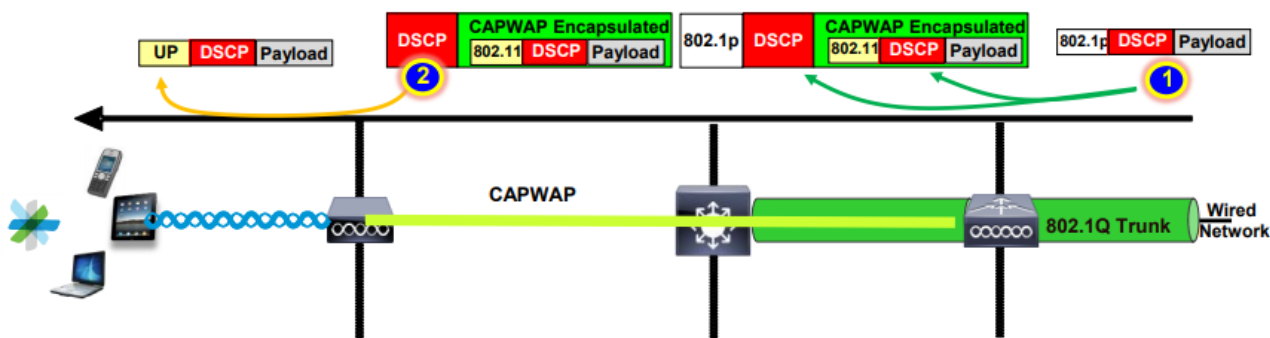 UP DSCP Payload
DSCP CAPWAP Encapsulated
802.11 DSCP Payload
2
802.1p DSCP CAPWAP Encapsulated
802.11 DSCP Payload
802.1p DSCP Payload
1
CAPWAP
802.1Q Trunk
Wired
Network